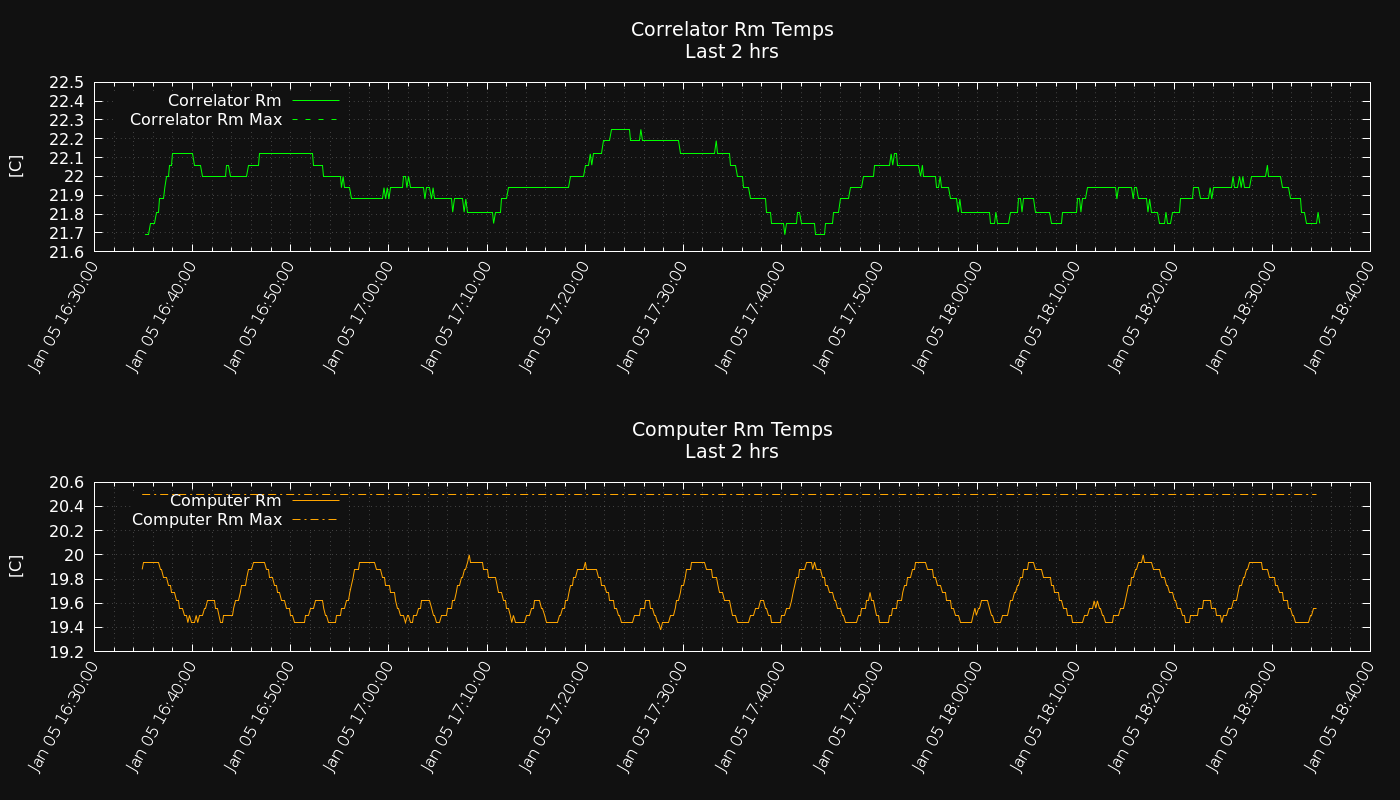 Correlator Rm Temps
Last 2 hrs
22.5
22.4
22.3
22.2
22.1
22
21.9
21.8
21.7
21.6
[C]
Correlator Rm
Correlator Rm Max
Jan 05 16:30:00
Jan 05 16:40:00
Jan 05 16:50:00
Jan 05 17:00:00
Jan 05 17:10:00
Jan 05 17:20:00
Jan 05 17:30:00
Jan 05 17:40:00
Jan 05 17:50:00
Jan 05 18:00:00
Jan 05 18:10:00
Jan 05 18:20:00
Jan 05 18:30:00
Jan 05 18:40:00
Computer Rm Temps
Last 2 hrs
20.6
20.4
20.2
20
19.8
19.6
19.4
19.2
[C]
Computer Rm
Computer Rm Max
Jan 05 16:30:00
Jan 05 16:40:00
Jan 05 16:50:00
Jan 05 17:00:00
Jan 05 17:10:00
Jan 05 17:20:00
Jan 05 17:30:00
Jan 05 17:40:00
Jan 05 17:50:00
Jan 05 18:00:00
Jan 05 18:10:00
Jan 05 18:20:00
Jan 05 18:30:00
Jan 05 18:40:00